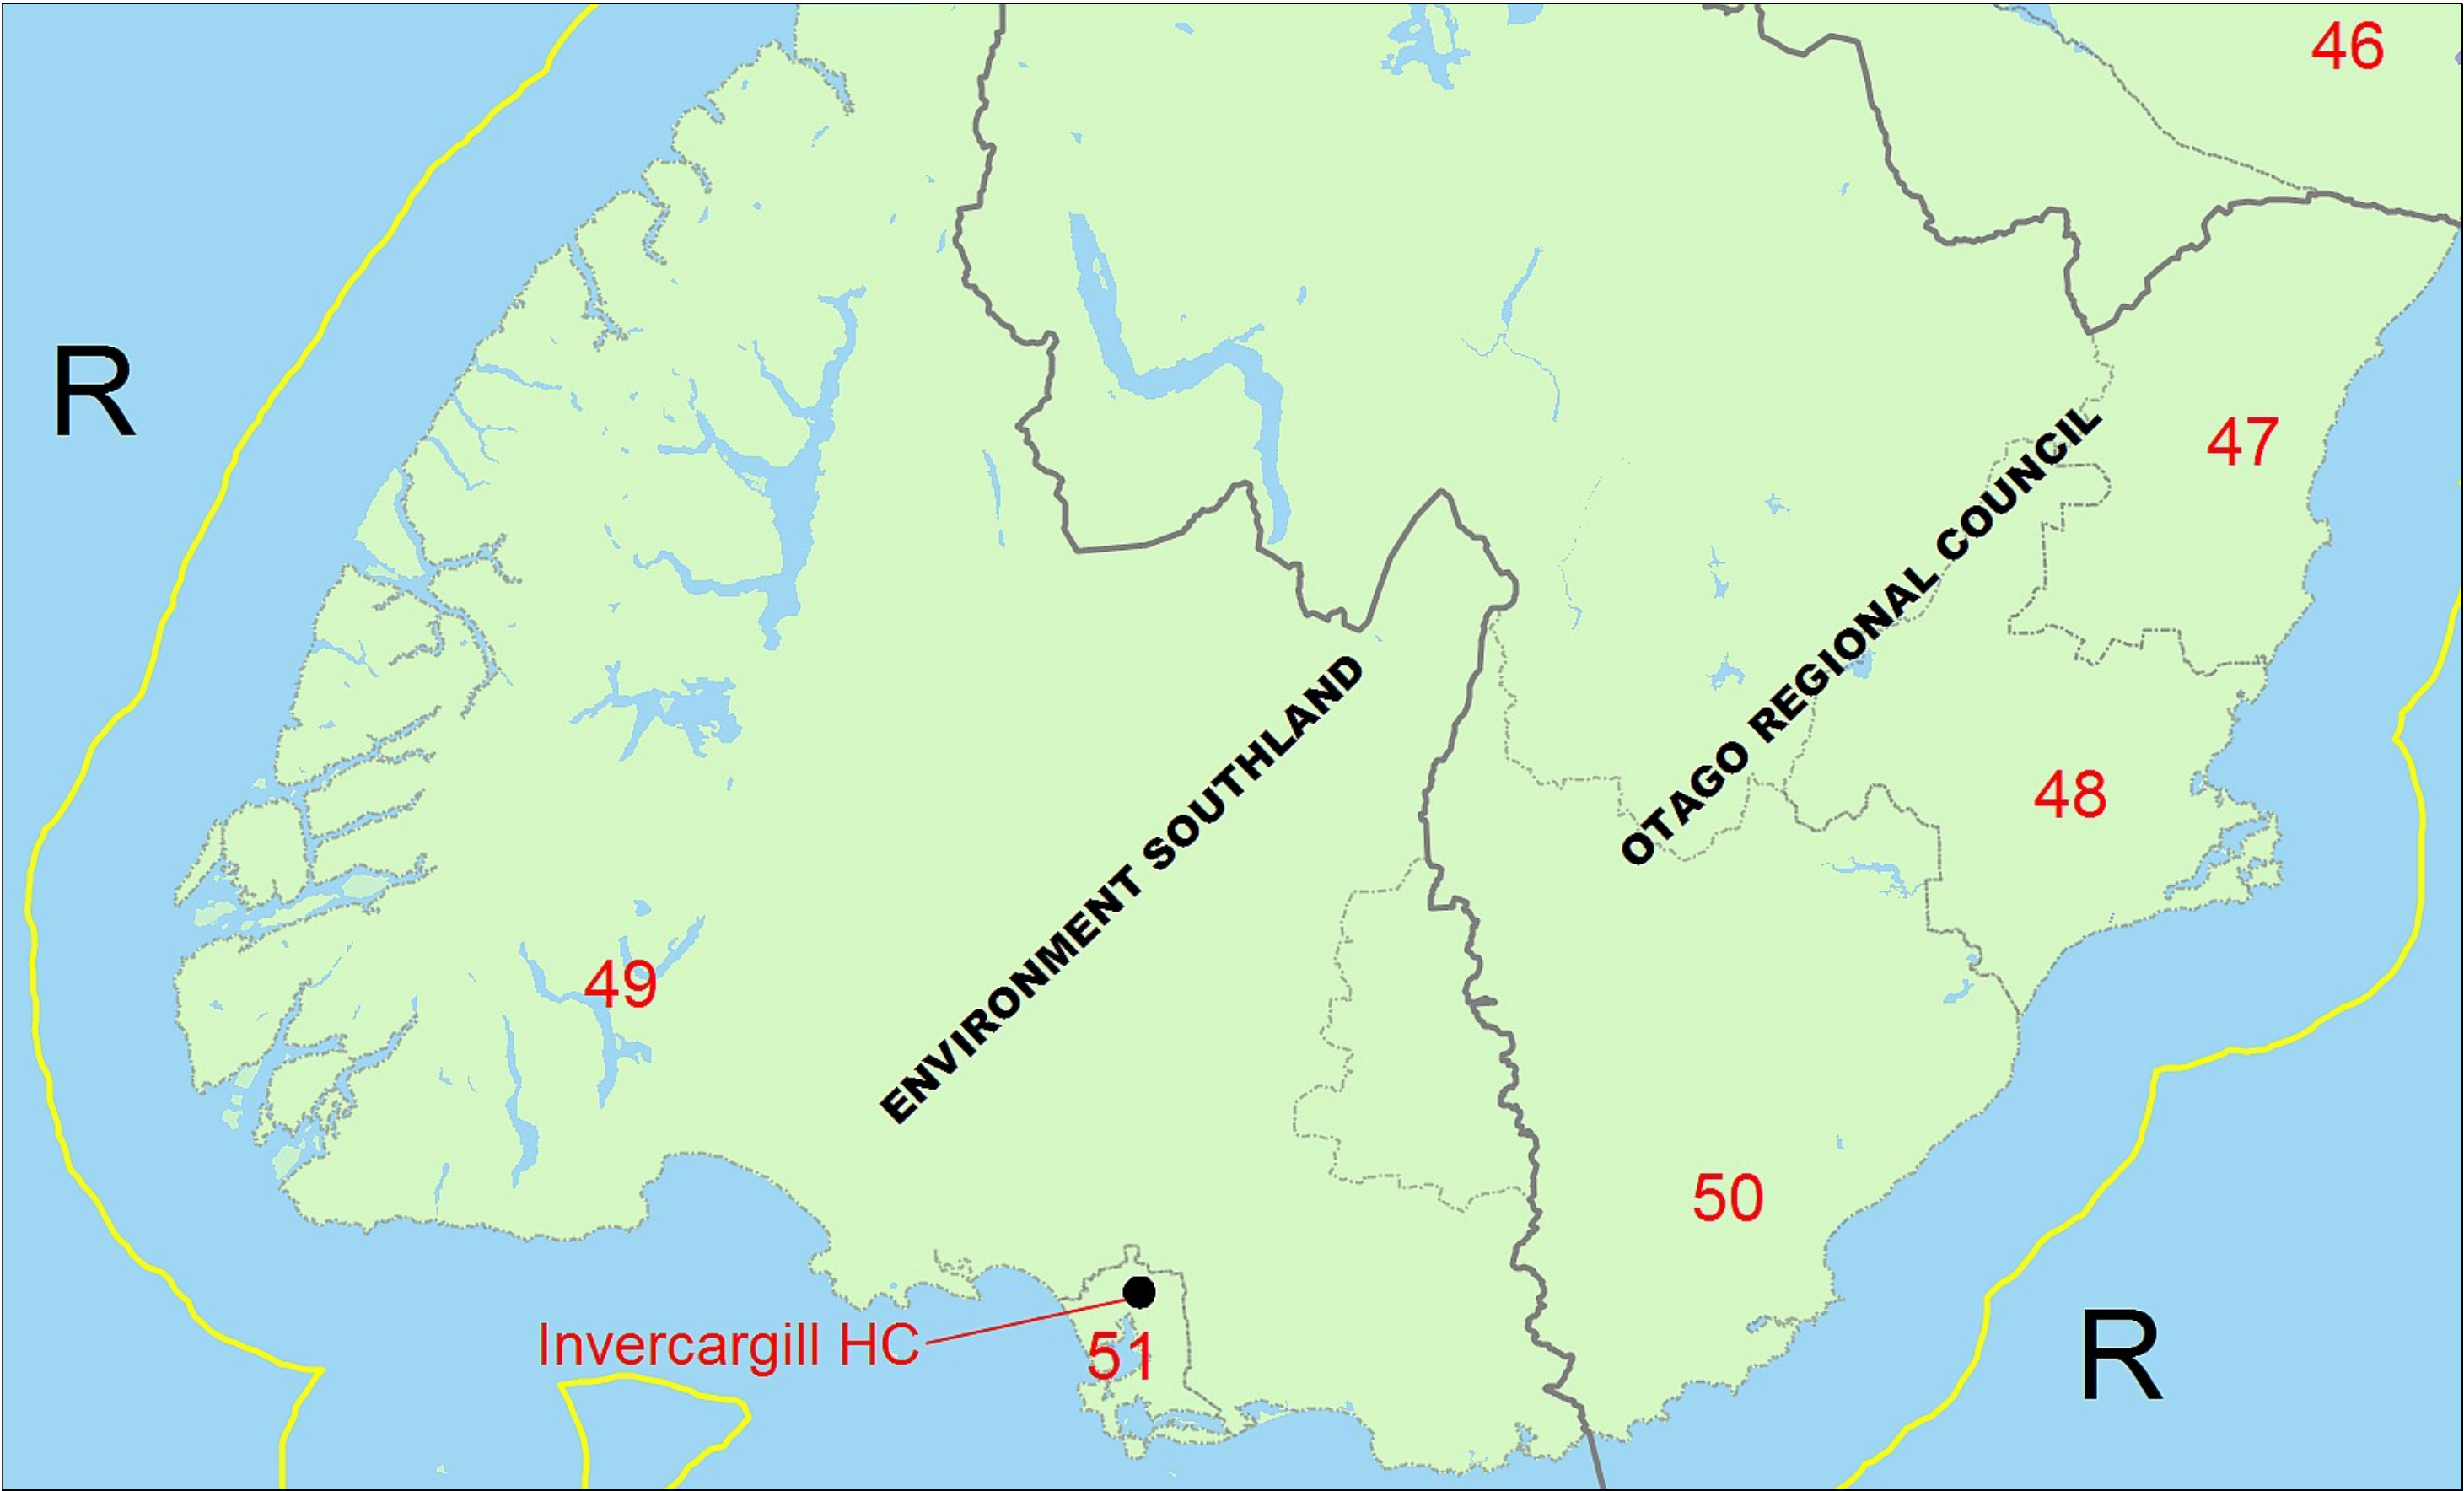 46
R
47
ENVIRONMENT SOUTHLAND
OTAGO REGIONAL COUNCIL
48
49
50
Invercargill HC
51
R